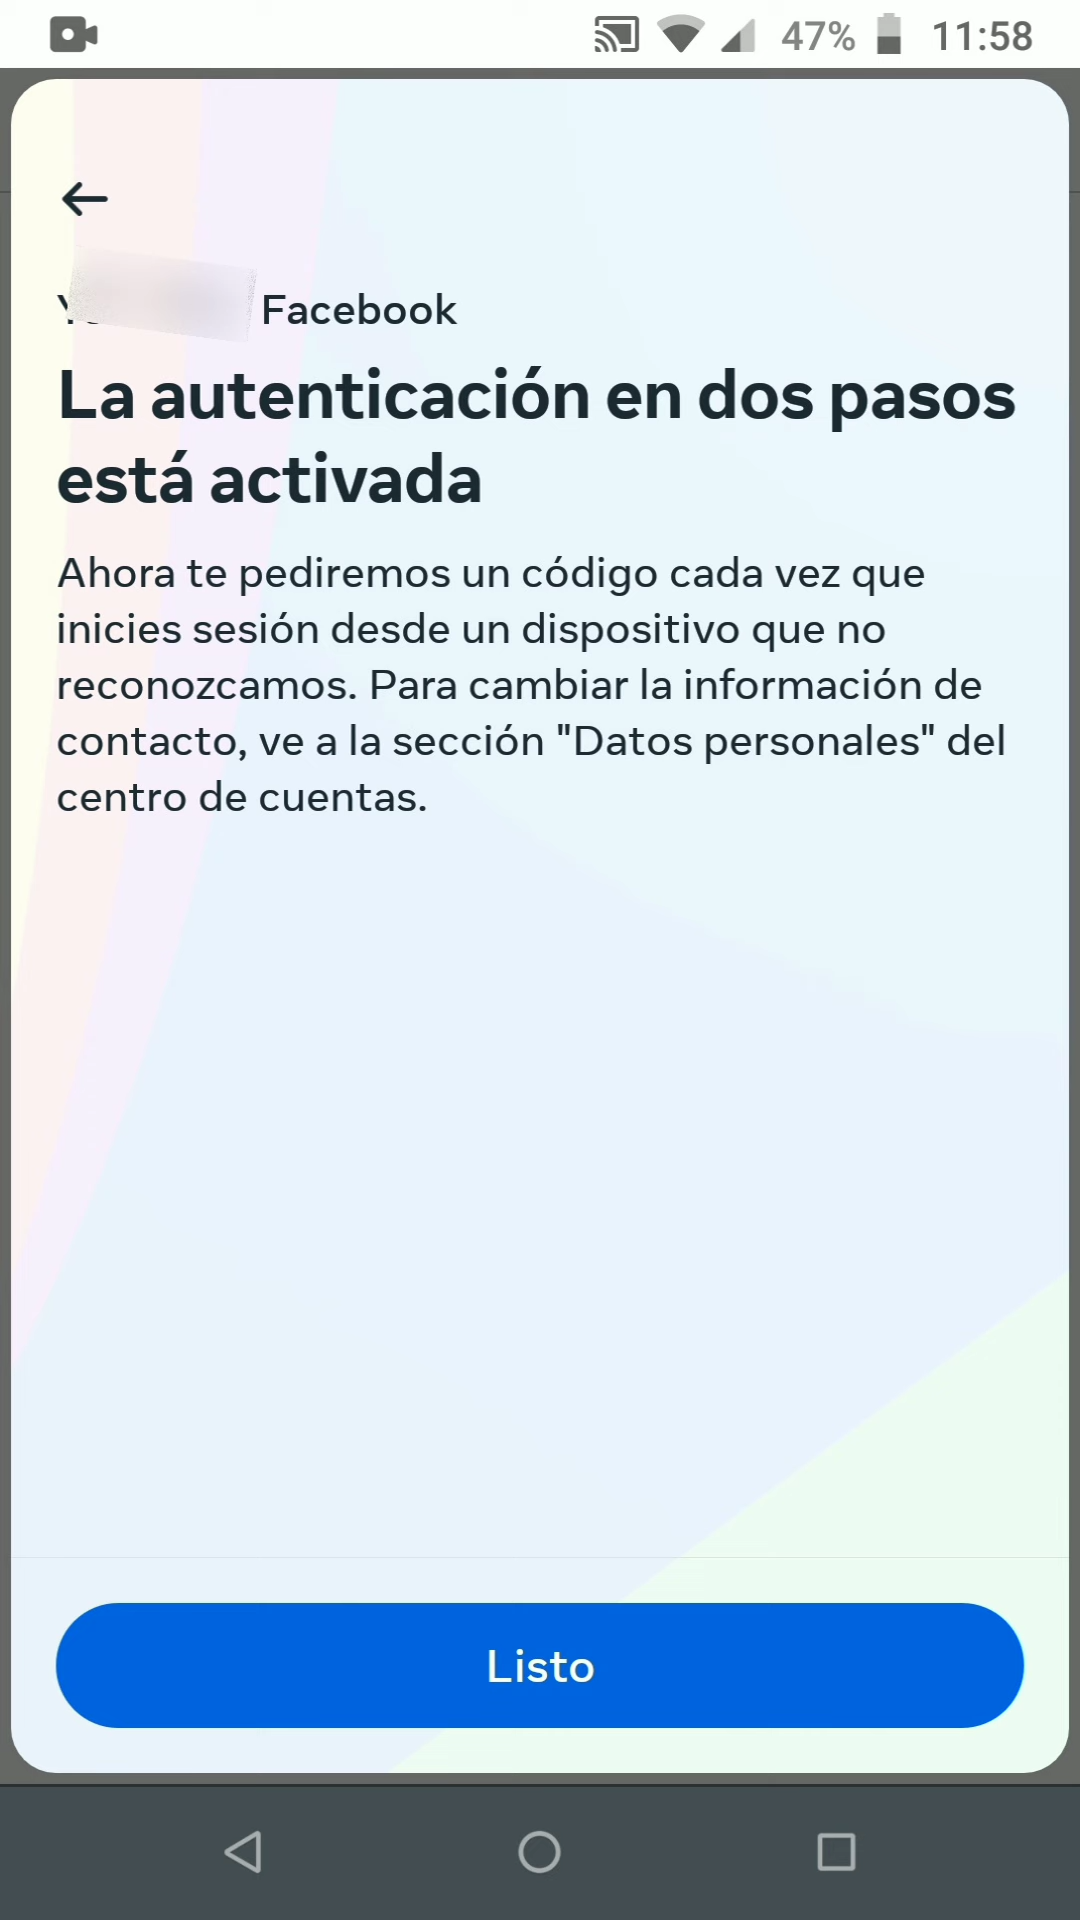 47% 11:58
Facebook
La autenticación en dos pasos
está activada
Ahora te pediremos un código cada vez que
inicies sesión desde un dispositivo que no
reconozcamos. Para cambiar la información de
contacto, ve a la sección "Datos personales" del
centro de cuentas.
Listo